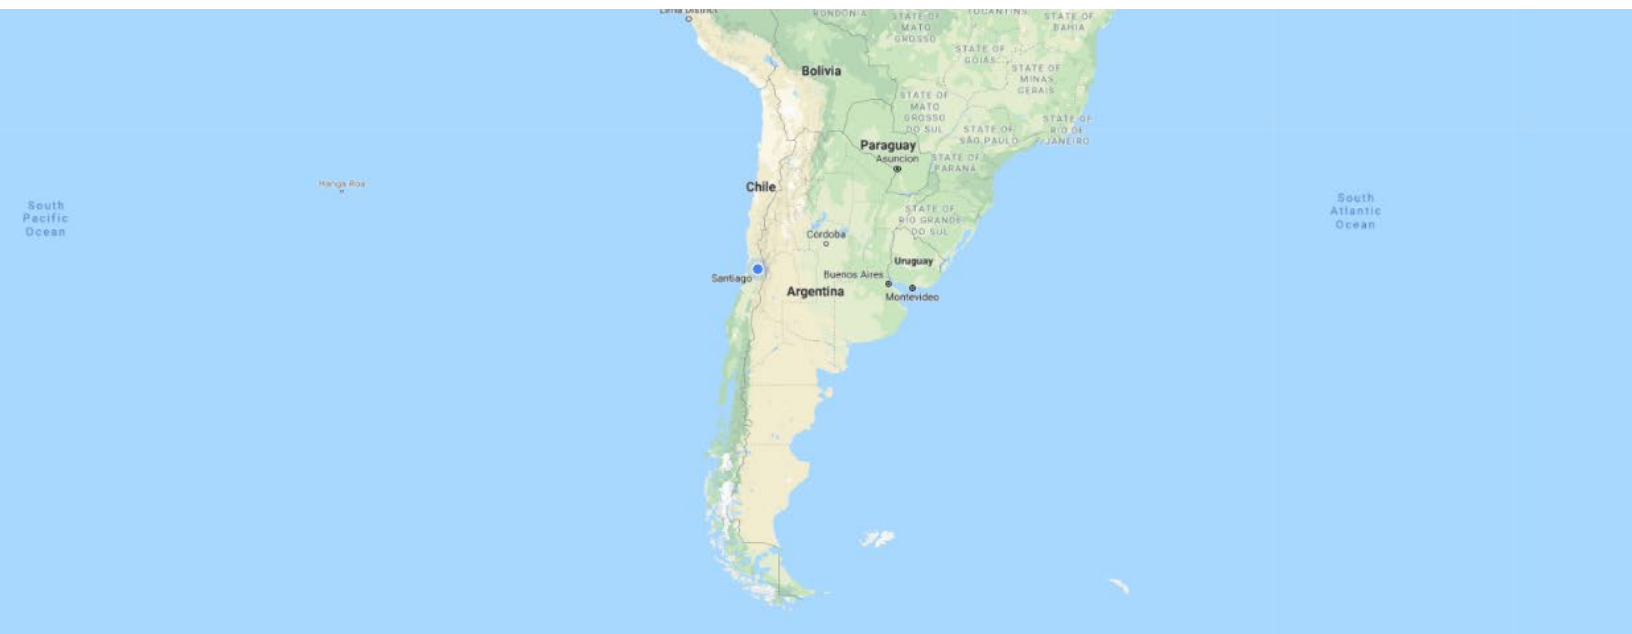 Lima District
RONDONIA
STATE OF
MATO
GROSSO
TOCANTINS
STATE OF
BAHIA
STATE OF
GOIÁS
Bolivia
STATE OF
MINAS
GERAIS
STATE OF
MATO
GROSSO
DO SUL
STATE OF
SÃO PAULO
STATE OF
RIO DE
JANEIRO
Paraguay
Asuncion
STATE OF
PARANA
Hanga Roa
Chile
South
Pacific
Ocean
South
Atlantic
Ocean
STATE OF
RIO GRANDE
DO SUL
Córdoba
Uruguay
Santiago
Buenos Aires
Argentina
Montevideo